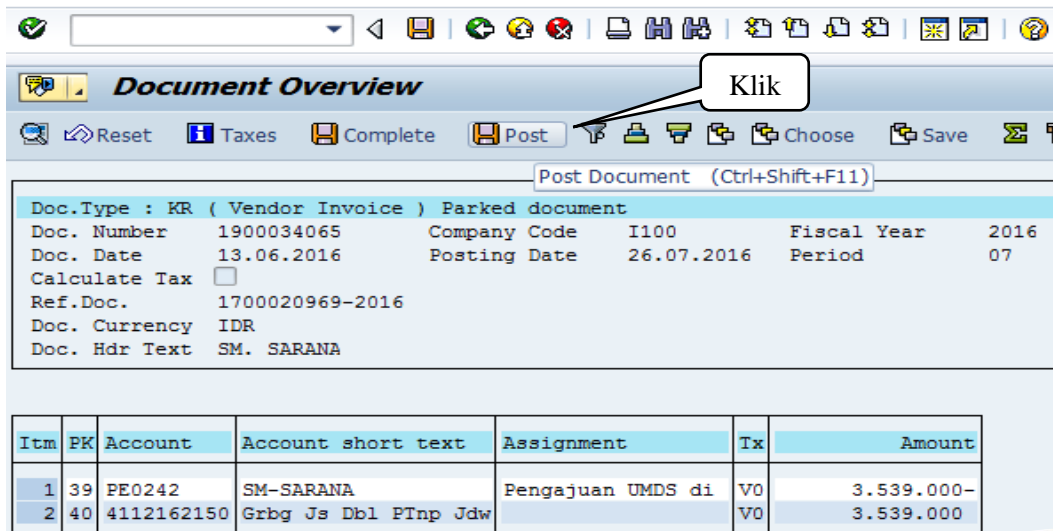 Document Overview
Klik
Reset Taxes Complete Post Choose Save
Post Document (Ctrl+Shift+F11)
Doc.Type : KR ( Vendor Invoice ) Parked document
Doc. Number 1900034065 Company Code I100 Fiscal Year 2016
Doc. Date 13.06.2016 Posting Date 26.07.2016 Period 07
Calculate Tax
Ref.Doc. 1700020969-2016
Doc. Currency IDR
Doc. Hdr Text SM. SARANA
Itm PK Account Account short text Assignment Tx Amount
1 39 PE0242 SM-SARANA Pengajuan UMDS di V0 3.539.000-
2 40 4112162150 Grbg Js Dbl PTnp Jdw V0 3.539.000